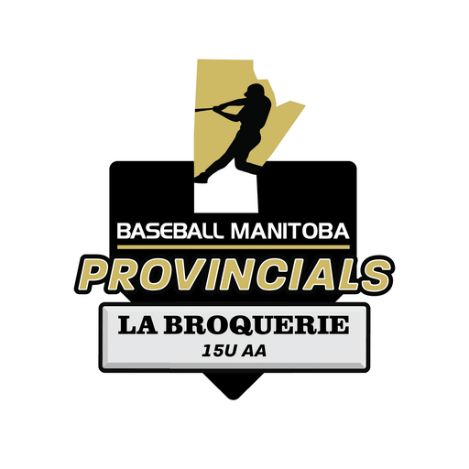 BASEBALL MANITOBA
PROVINCIALS
LA BROQUERIE
15U AA